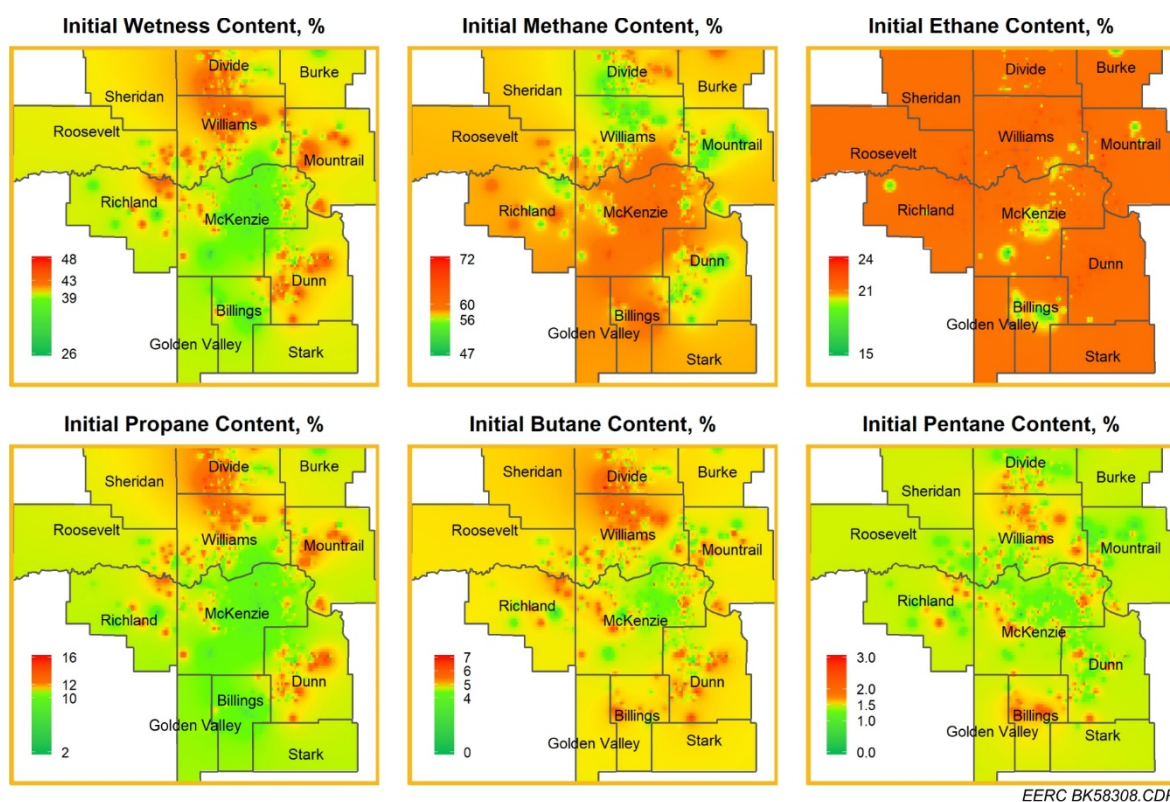 Initial Wetness Content, %
Divide
Burke
Sheridan
Williams
Roosevelt
Mountrail
Richland
McKenzie
48
43
39
26
Dunn
Billings
Golden Valley
Stark
Initial Methane Content, %
Divide
Burke
Sheridan
Williams
Roosevelt
Mountrail
Richland
McKenzie
72
60
56
47
Dunn
Billings
Golden Valley
Stark
Initial Ethane Content, %
Divide
Burke
Sheridan
Williams
Roosevelt
Mountrail
Richland
McKenzie
24
21
15
Dunn
Billings
Golden Valley
Stark
Initial Propane Content, %
Divide
Burke
Sheridan
Roosevelt
Williams
Mountrail
Richland
McKenzie
16
12
10
2
Dunn
Billings
Golden Valley
Stark
Initial Butane Content, %
Divide
Burke
Sheridan
Roosevelt
Williams
Mountrail
Richland
McKenzie
7
6
5
4
0
Dunn
Billings
Golden Valley
Stark
Initial Pentane Content, %
Divide
Burke
Sheridan
Roosevelt
Williams
Mountrail
Richland
McKenzie
3.0
2.0
1.5
1.0
0.0
Dunn
Billings
Golden Valley
Stark
EERC BK58308.CDR